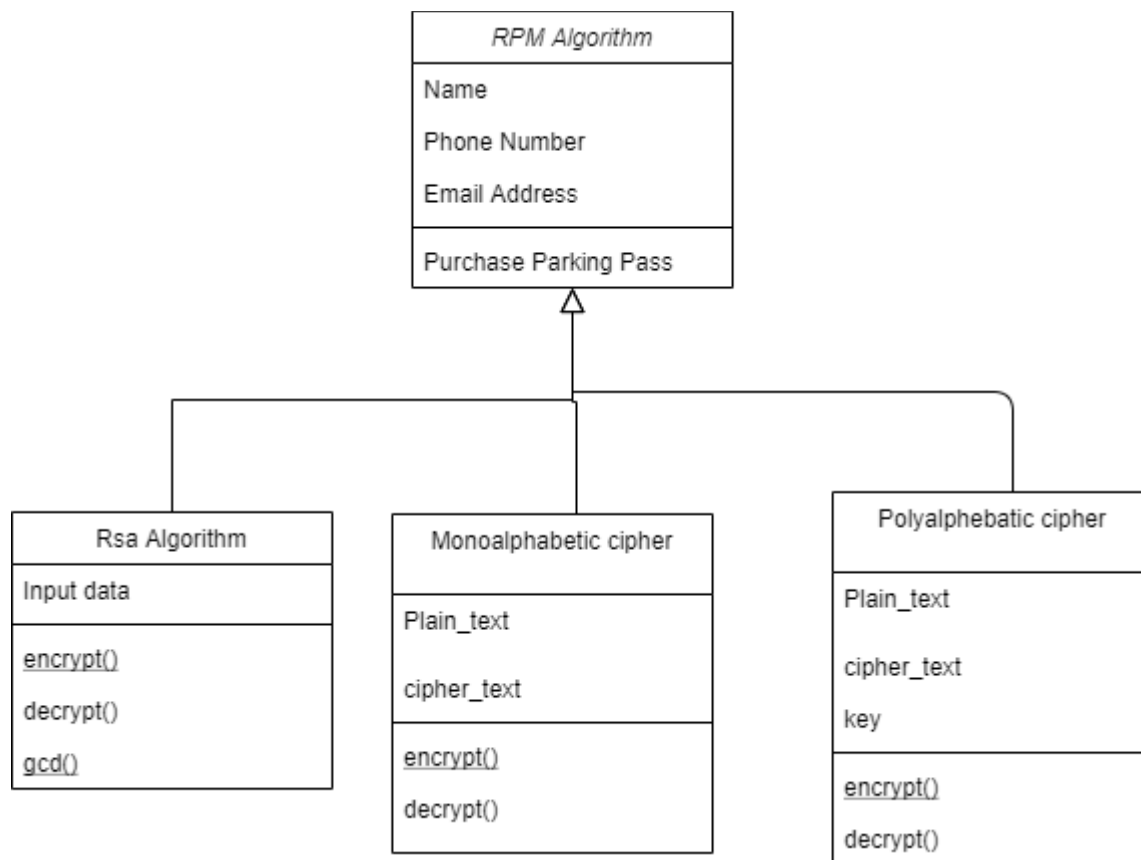 RPM Algorithm
Name
Phone Number
Email Address
Purchase Parking Pass
Rsa Algorithm
Input data
encrypt()
decrypt()
gcd()
Monoalphabetic cipher
Plain_text
cipher_text
encrypt()
decrypt()
Polyalphebatic cipher
Plain_text
cipher_text
key
encrypt()
decrypt()